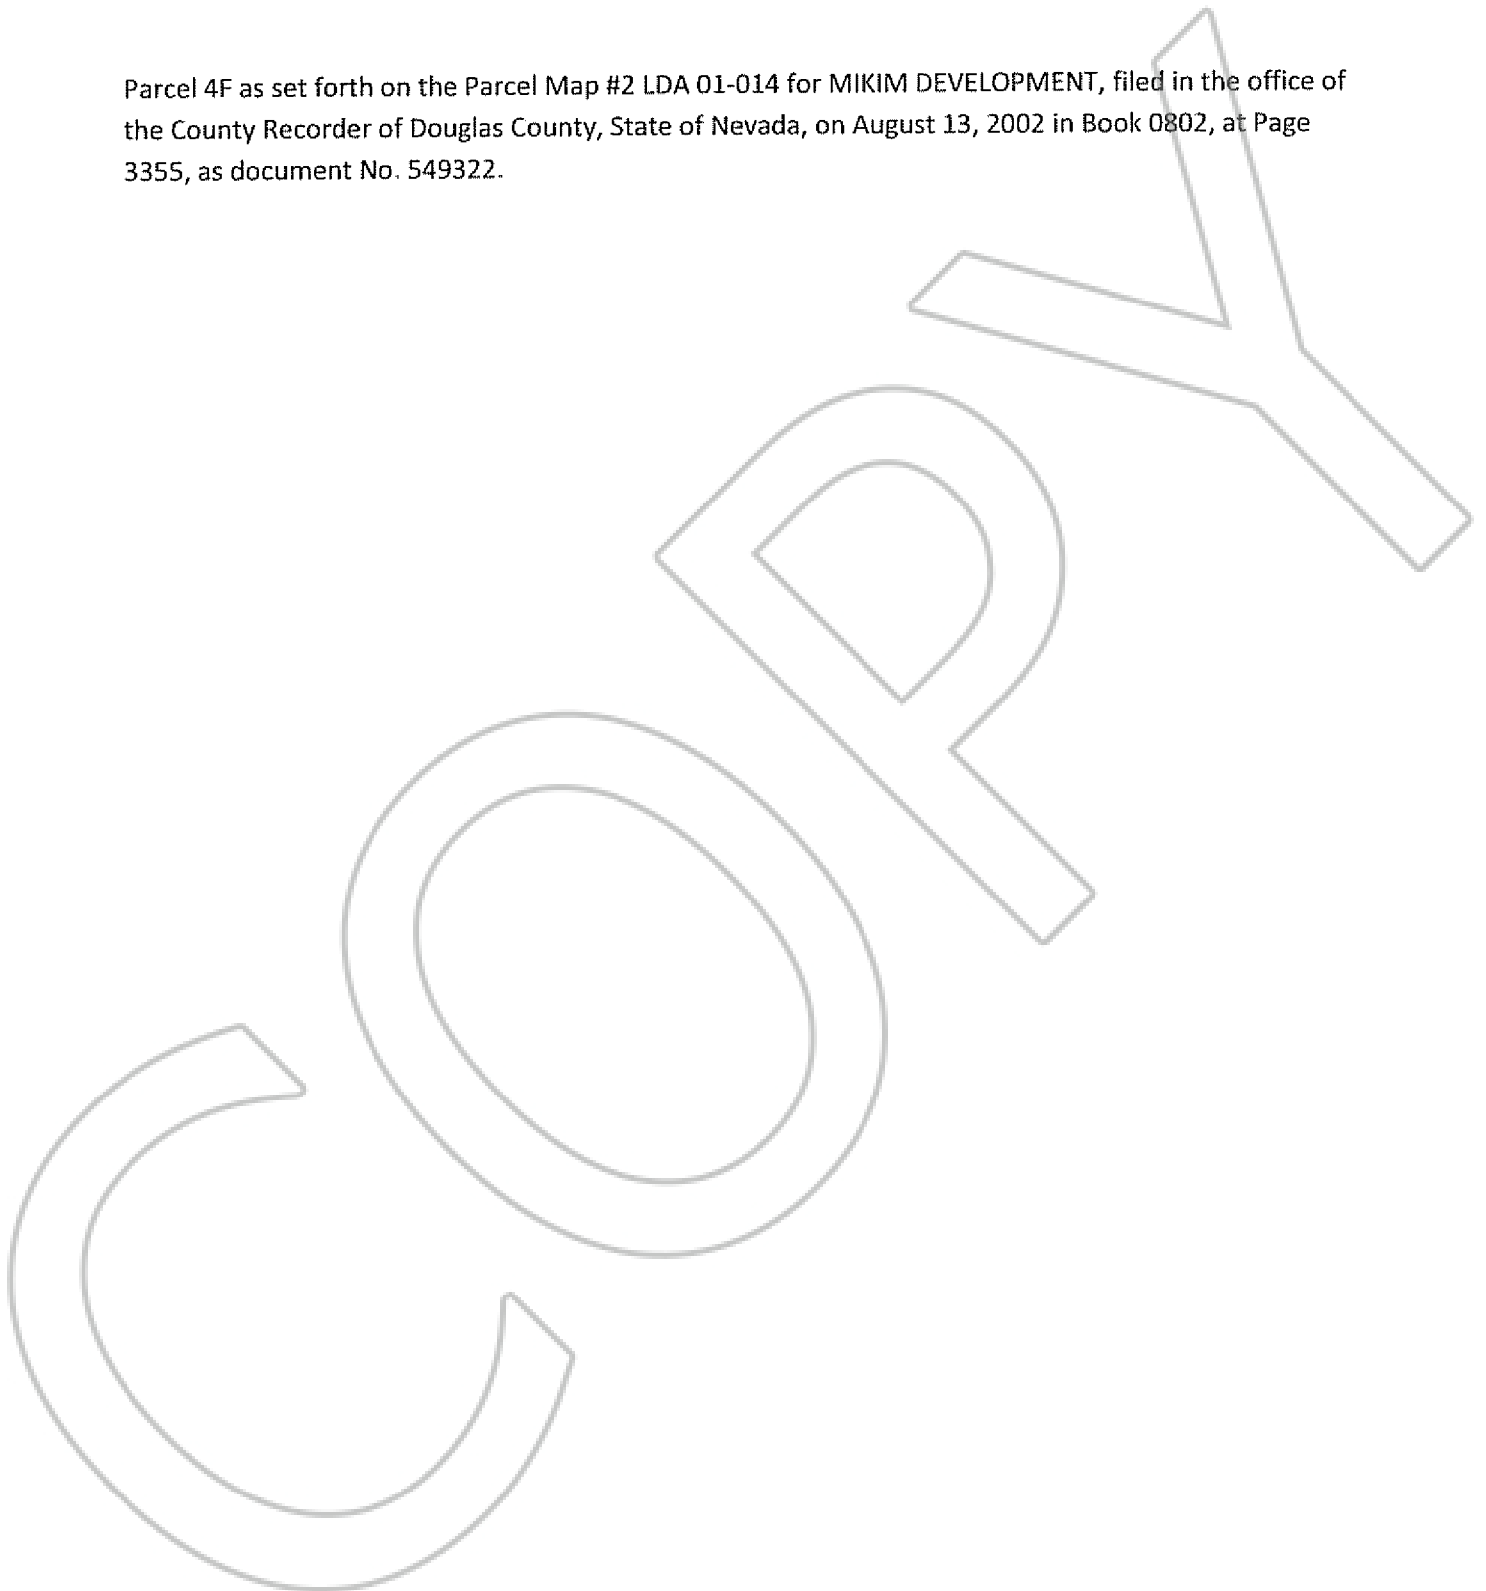 Parcel 4F as set forth on the Parcel Map #2 LDA 01-014 for MIKIM DEVELOPMENT, filed in the office of
the County Recorder of Douglas County, State of Nevada, on August 13, 2002 in Book 0802, at Page
3355, as document No. 549322.
COPY